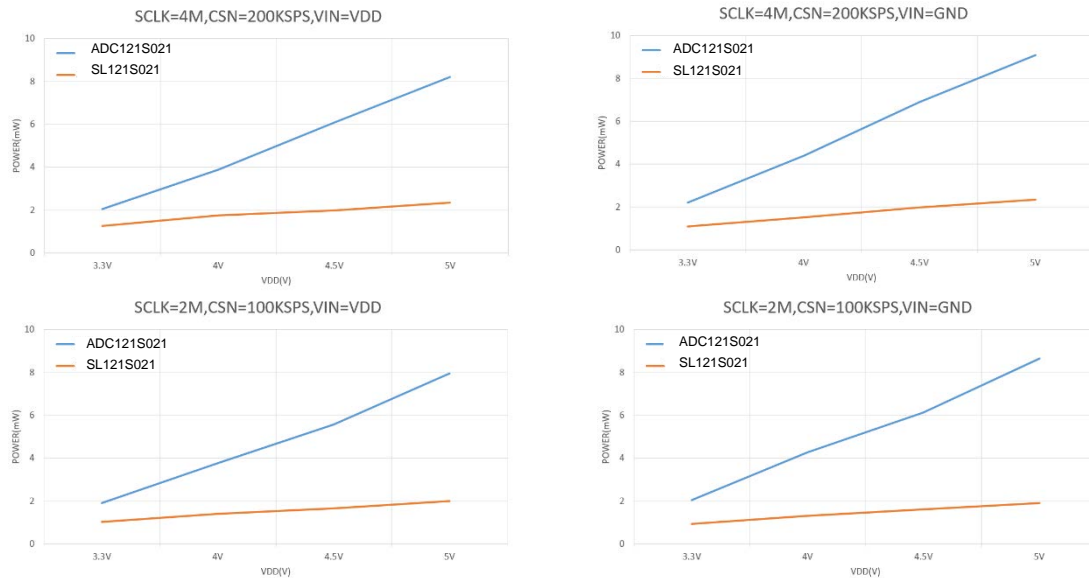 SCLK=4M,CSN=200KSPS,VIN=VDD
10
8
6
4
2
0
POWER(mW)
ADC121S021
SL121S021
3.3V 4V 4.5V 5V
VDD(V)
SCLK=4M,CSN=200KSPS,VIN=GND
10
8
6
4
2
0
POWER(mW)
ADC121S021
SL121S021
3.3V 4V 4.5V 5V
VDD(V)
SCLK=2M,CSN=100KSPS,VIN=VDD
10
8
6
4
2
0
POWER(mW)
ADC121S021
SL121S021
3.3V 4V 4.5V 5V
VDD(V)
SCLK=2M,CSN=100KSPS,VIN=GND
10
8
6
4
2
0
POWER(mW)
ADC121S021
SL121S021
3.3V 4V 4.5V 5V
VDD(V)